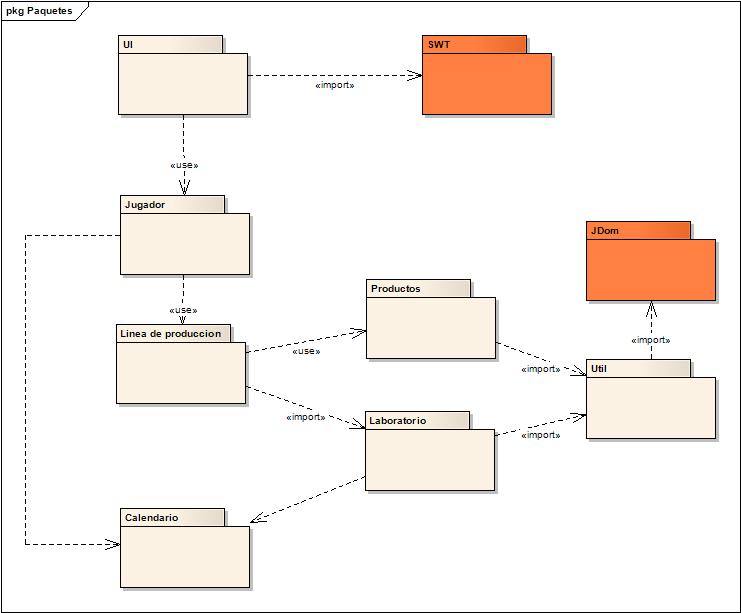 pkg Paquetes
UI
SWT
«import»
«use»
Jugador
JDom
Productos
«use»
Linea de produccion
«import»
«use»
Util
«import»
Laboratorio
«import»
«import»
Calendario